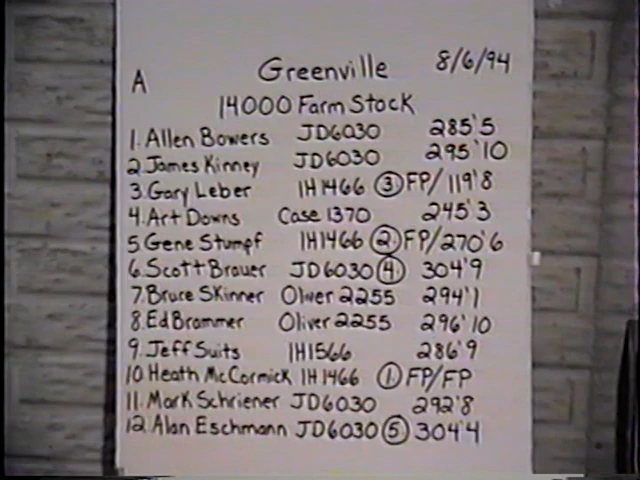 A Greenville 8/6/94
14000 Farm Stock
1. Allen Bowers JD6030 285'5
2. James Kinney JD6030 295'10
3. Gary Leber IH1466 ③ FP/119'8
4. Art Downs Case 1370 245'3
5 Gene Stumpf IH1466 ② FP/270'6
6. Scott Brauer JD6030 ④ 304'9
7. Bruce Skinner Oliver 2255 294'1
8. Ed Brammer Oliver 2255 296'10
9. Jeff Suits IH1566 286'9
10. Heath McCormick IH1466 ① FP/FP
11. Mark Schriener JD6030 292'8
12. Alan Eschmann JD6030 ⑤ 304'4